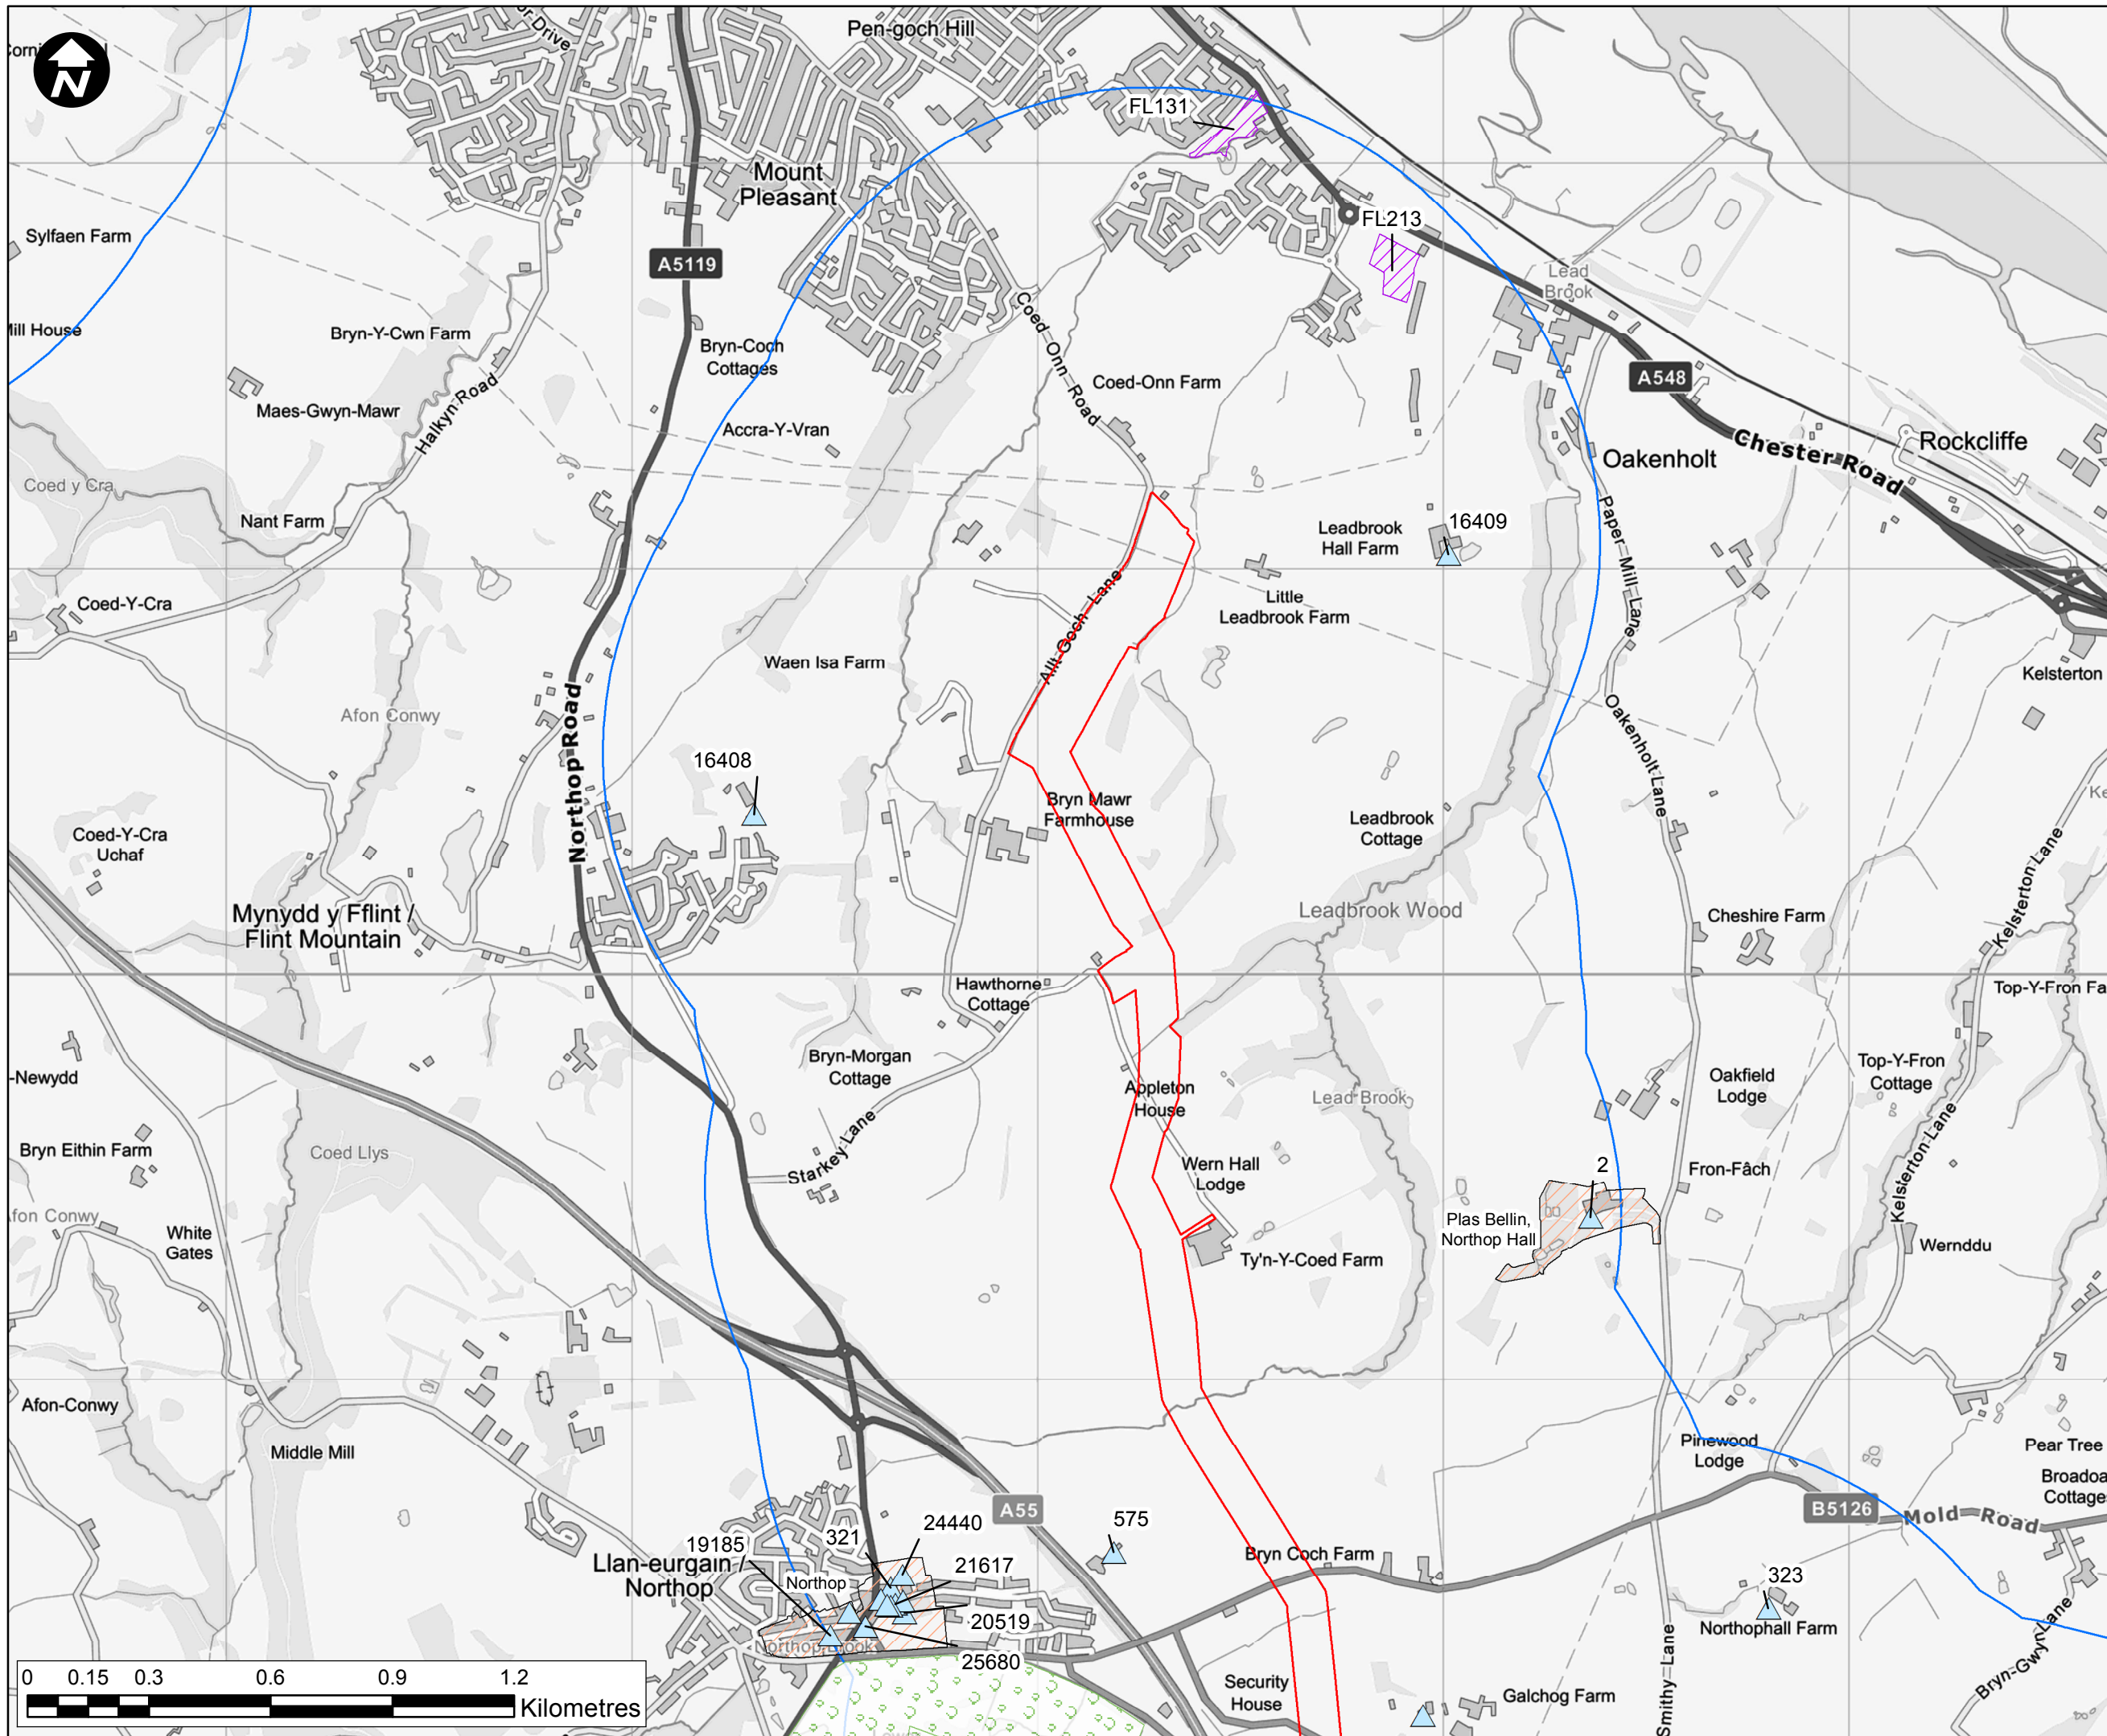 N
Pen-goch Hill
FL131
Mount
Pleasant
FL213
Sylfaen Farm
A5119
Lead
Brook
Mill House
Bryn-Y-Cwn Farm
Bryn-Coch
Cottages
Coed Onn Road
Coed-Onn Farm
A548
Maes-Gwyn-Mawr
Halkyn Road
Accra-Y-Vran
Chester Road
Rockcliffe
Oakenholt
Coed y Cra
Nant Farm
Leadbrook
Hall Farm
16409
Paper Mill Lane
Coed-Y-Cra
Allt-Goch Lane
Little
Leadbrook Farm
Waen Isa Farm
Kelsterton
Afon Conwy
Northop Road
Oakenholt Lane
16408
Bryn Mawr
Farmhouse
Coed-Y-Cra
Uchaf
Leadbrook
Cottage
Kelsterton Lane
Mynydd y Fflint /
Flint Mountain
Leadbrook Wood
Cheshire Farm
Hawthorne
Cottage
Top-Y-Fron Fa
-Newydd
Bryn-Morgan
Cottage
Appleton
House
Lead Brook
Oakfield
Lodge
Top-Y-Fron
Cottage
Bryn Eithin Farm
Coed Llys
Starkey Lane
Wern Hall
Lodge
2
Fron-Fâch
Kelsterton Lane
Afon Conwy
White
Gates
Plas Bellin,
Northop Hall
Ty'n-Y-Coed Farm
Wernddu
Afon-Conwy
Middle Mill
Pinewood
Lodge
Pear Tree
Broadoa
Cottage
A55
B5126
Mold Road
19185
321
24440
575
Llan-eurgain /
Northop
Northop
21617
Bryn Coch Farm
20519
323
Northophall Farm
Northop Brook
25680
Smithy Lane
Bryn-Gwyn Lane
Security
House
Galchog Farm
0 0.15 0.3 0.6 0.9 1.2
Kilometres